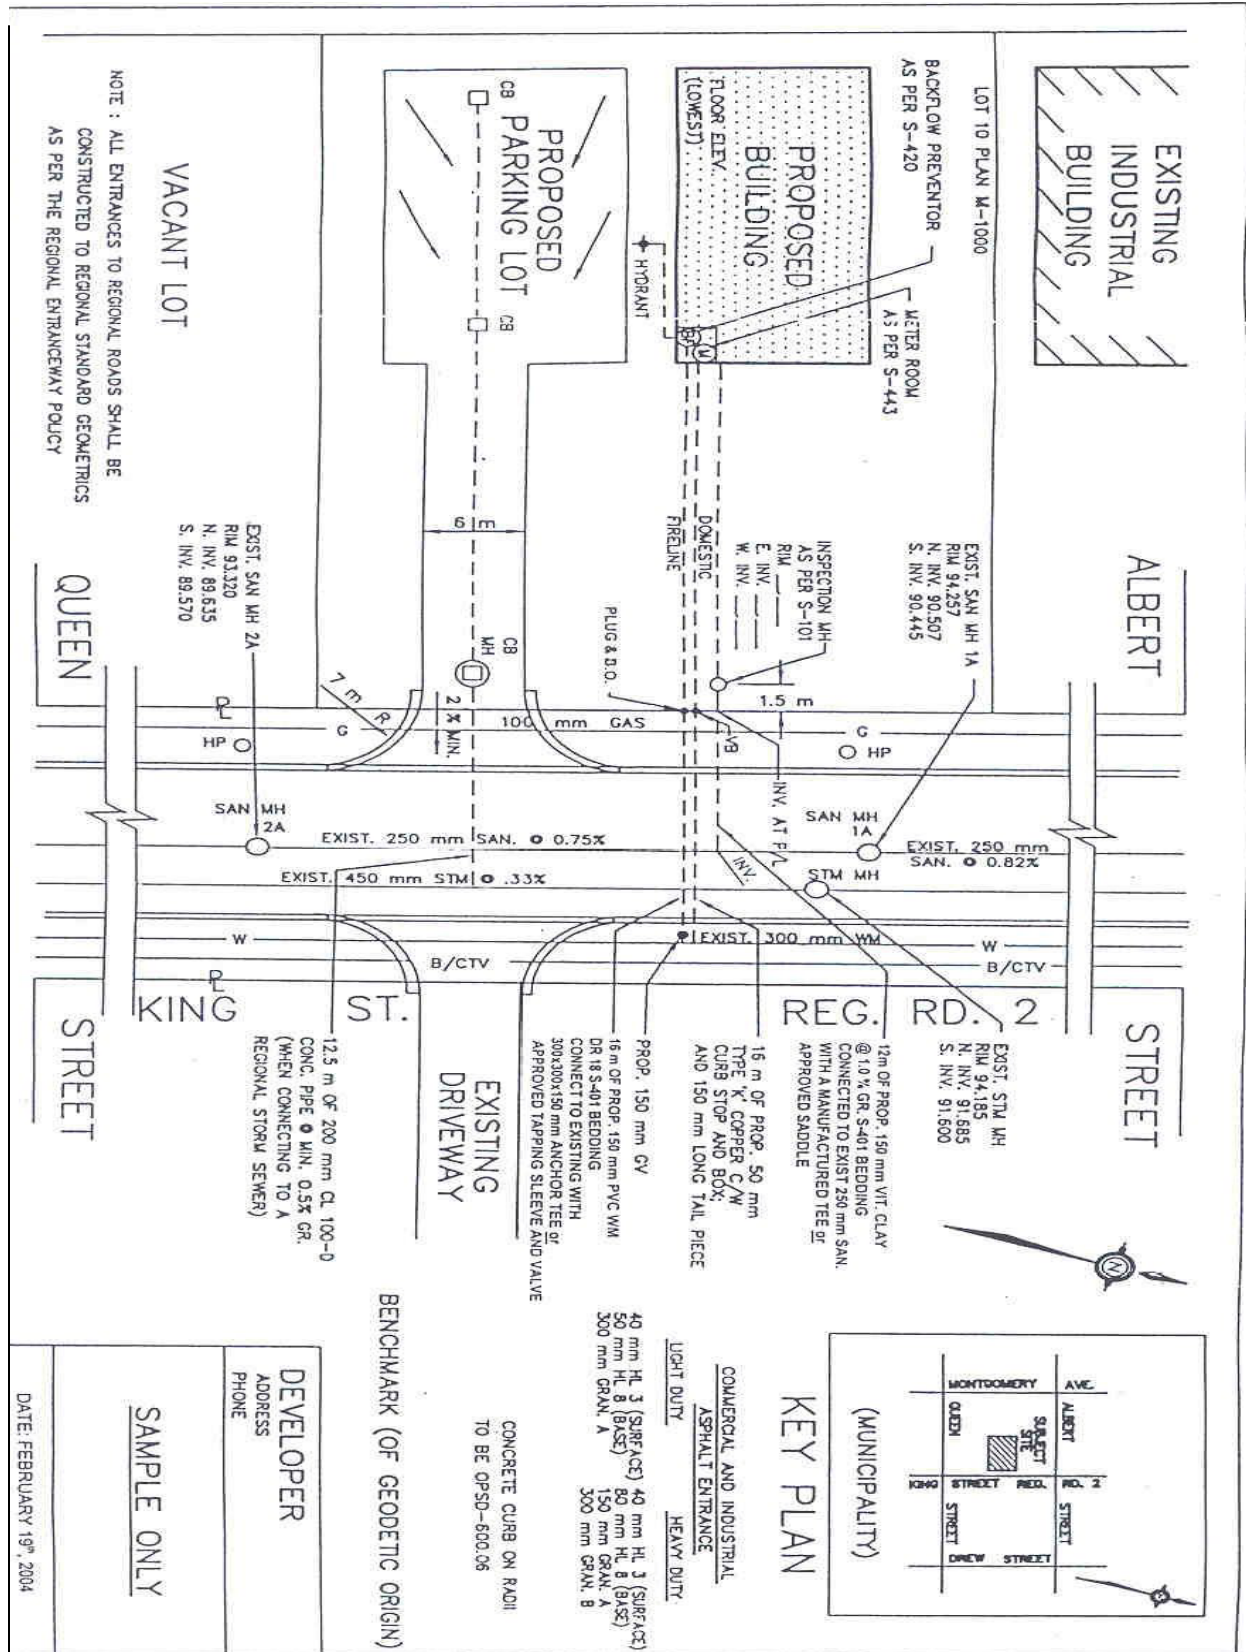 EXISTING
INDUSTRIAL
BUILDING
LOT 10 PLAN M-1000
BACKFLOW PREVENTOR
AS PER S-420
METER ROOM
AS PER S-443
PROPOSED
BUILDING
FLOOR ELEV.
(LOWEST)
BF
M
HYDRANT
PROPOSED
PARKING LOT
CB
CB
VACANT LOT
NOTE : ALL ENTRANCES TO REGIONAL ROADS SHALL BE
CONSTRUCTED TO REGIONAL STANDARD GEOMETRICS
AS PER THE REGIONAL ENTRANCEWAY POLICY
ALBERT
STREET
EXIST. SAN MH 1A
RIM 94.257
N. INV. 90.507
S. INV. 90.445
INSPECTION MH
AS PER S-101
RIM
E. INV.
W. INV.
DOMESTIC
FIRELINE
PLUG & B.O.
1.5 m
VB
INV. AT P/L
INV.
6 m
CB
MH
2 % MIN.
7 m R
EXIST. SAN MH 2A
RIM 93.320
N. INV. 89.635
S. INV. 89.570
QUEEN
STREET
PL
G
100 mm GAS
G
HP
HP
SAN MH
2A
EXIST. 250 mm SAN. @ 0.75%
SAN MH
1A
EXIST. 250 mm
SAN. @ 0.82%
EXIST. 450 mm STM @ .33%
STM MH
W
EXIST. 300 mm WM
W
B/CTV
B/CTV
PL
KING ST. REG. RD. 2
EXIST. STM MH
RIM 94.185
N. INV. 91.685
S. INV. 91.600
12m OF PROP. 150 mm VIT. CLAY
@ 1.0 % GR. S-401 BEDDING
CONNECTED TO EXIST 250 mm SAN.
WITH A MANUFACTURED TEE or
APPROVED SADDLE
16 m OF PROP. 50 mm
TYPE 'K' COPPER C/W
CURB STOP AND BOX;
AND 150 mm LONG TAIL PIECE
PROP. 150 mm GV
16 m OF PROP. 150 mm PVC WM
DR 18 S-401 BEDDING
CONNECT TO EXISTING WITH
300x300x150 mm ANCHOR TEE or
APPROVED TAPPING SLEEVE AND VALVE
EXISTING
DRIVEWAY
12.5 m OF 200 mm CL 100-D
CONC. PIPE @ MIN. 0.5% GR.
(WHEN CONNECTING TO A
REGIONAL STORM SEWER)
N
MONTGOMERY AVE.
QUEEN
STREET
ALBERT
STREET
SUBJECT
SITE
KING STREET REG. RD. 2
DREW STREET
(MUNICIPALITY)
KEY PLAN
COMMERCIAL AND INDUSTRIAL
ASPHALT ENTRANCE
LIGHT DUTY
40 mm HL 3 (SURFACE)
50 mm HL 8 (BASE)
300 mm GRAN. A
HEAVY DUTY
40 mm HL 3 (SURFACE)
80 mm HL 8 (BASE)
150 mm GRAN. A
300 mm GRAN. B
CONCRETE CURB ON RADII
TO BE OPSD-600.06
BENCHMARK (OF GEODETIC ORIGIN)
DEVELOPER
ADDRESS
PHONE
SAMPLE ONLY
DATE: FEBRUARY 19th, 2004